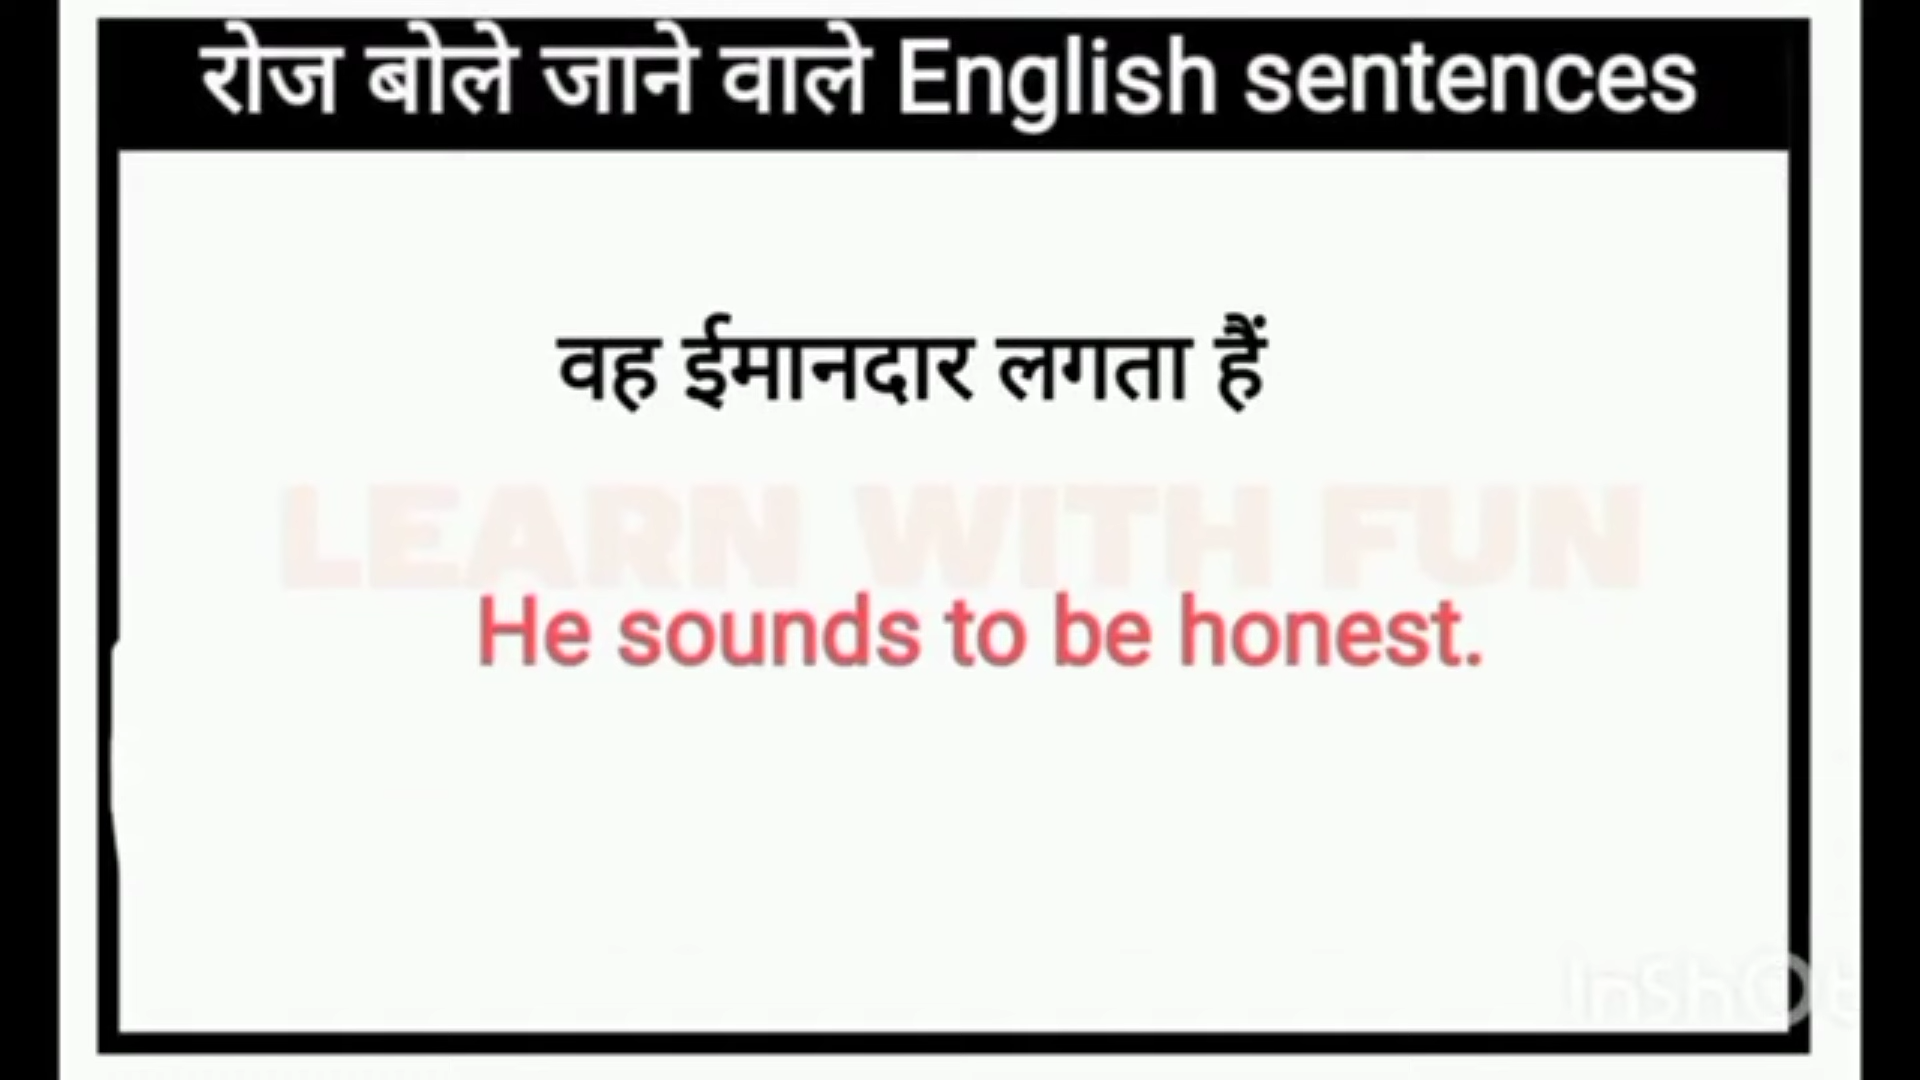 रोज बोले जाने वाले English sentences
वह ईमानदार लगता हैं
LEARN WITH FUN
He sounds to be honest.
InShOt